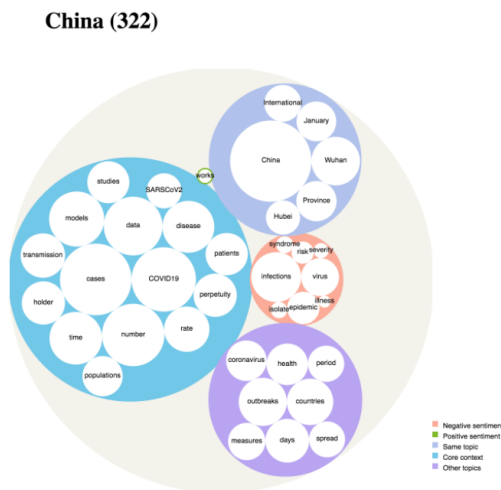 China (322)
International
January
China
Wuhan
Province
Hubei
works
studies
SARSCoV2
models
data
disease
transmission
patients
cases
COVID19
holder
perpetuity
time
number
rate
populations
syndrome
risk
severity
infections
virus
isolate
epidemic
illness
coronavirus
health
period
outbreaks
countries
measures
days
spread
Negative sentimen
Positive sentiment
Same topic
Core context
Other topics